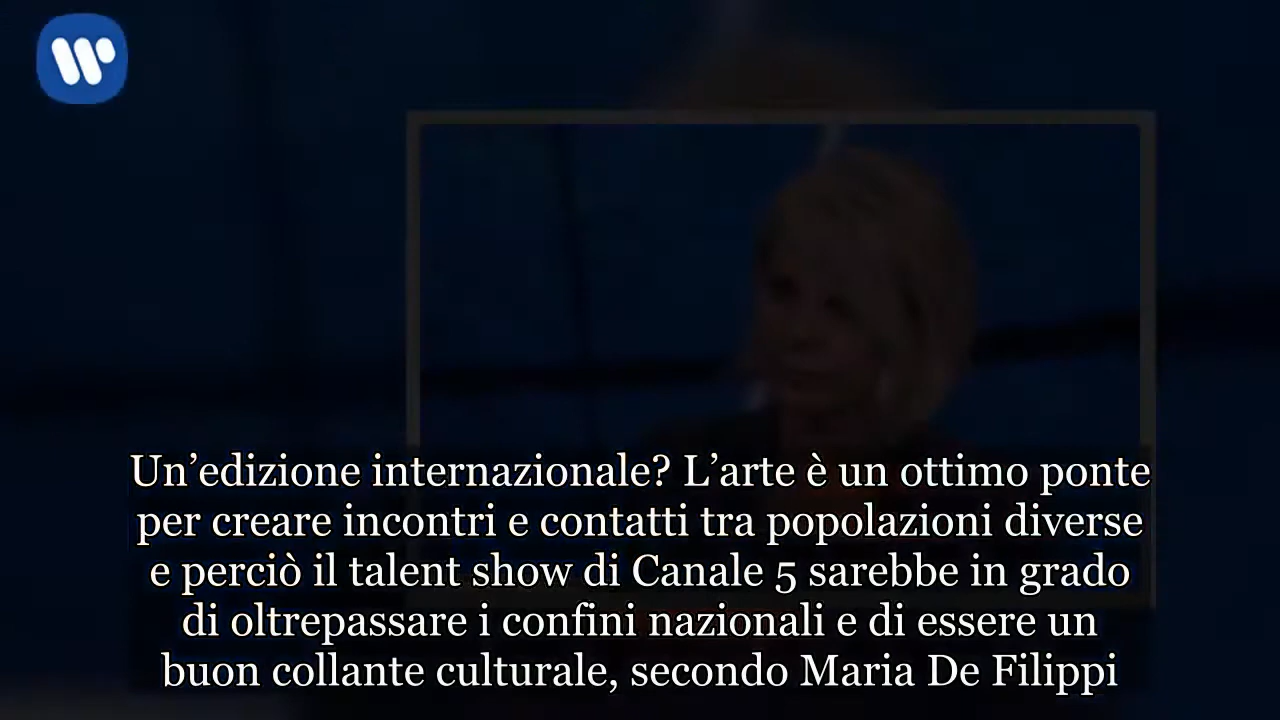 Un’edizione internazionale? L’arte è un ottimo ponte
per creare incontri e contatti tra popolazioni diverse
e perciò il talent show di Canale 5 sarebbe in grado
di oltrepassare i confini nazionali e di essere un
buon collante culturale, secondo Maria De Filippi